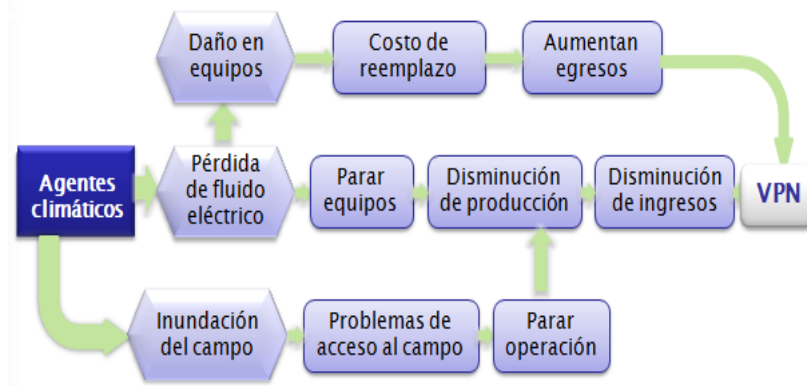 Daño en
equipos
Costo de
reemplazo
Aumentan
egresos
Agentes
climáticos
Pérdida
de fluido
eléctrico
Parar
equipos
Disminución
de producción
Disminución
de ingresos
VPN
Inundación
del campo
Problemas de
acceso al campo
Parar
operación